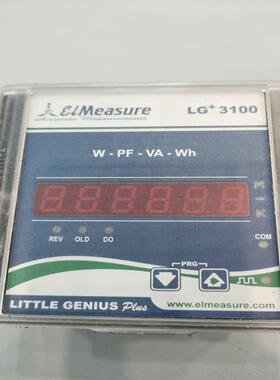 ElMeasure
Accurate Measurements
LG+ 3100
W - PF - VA - Wh
M
K
REV OLD DO
COM
PRG
LITTLE GENIUS Plus
www.elmeasure.com